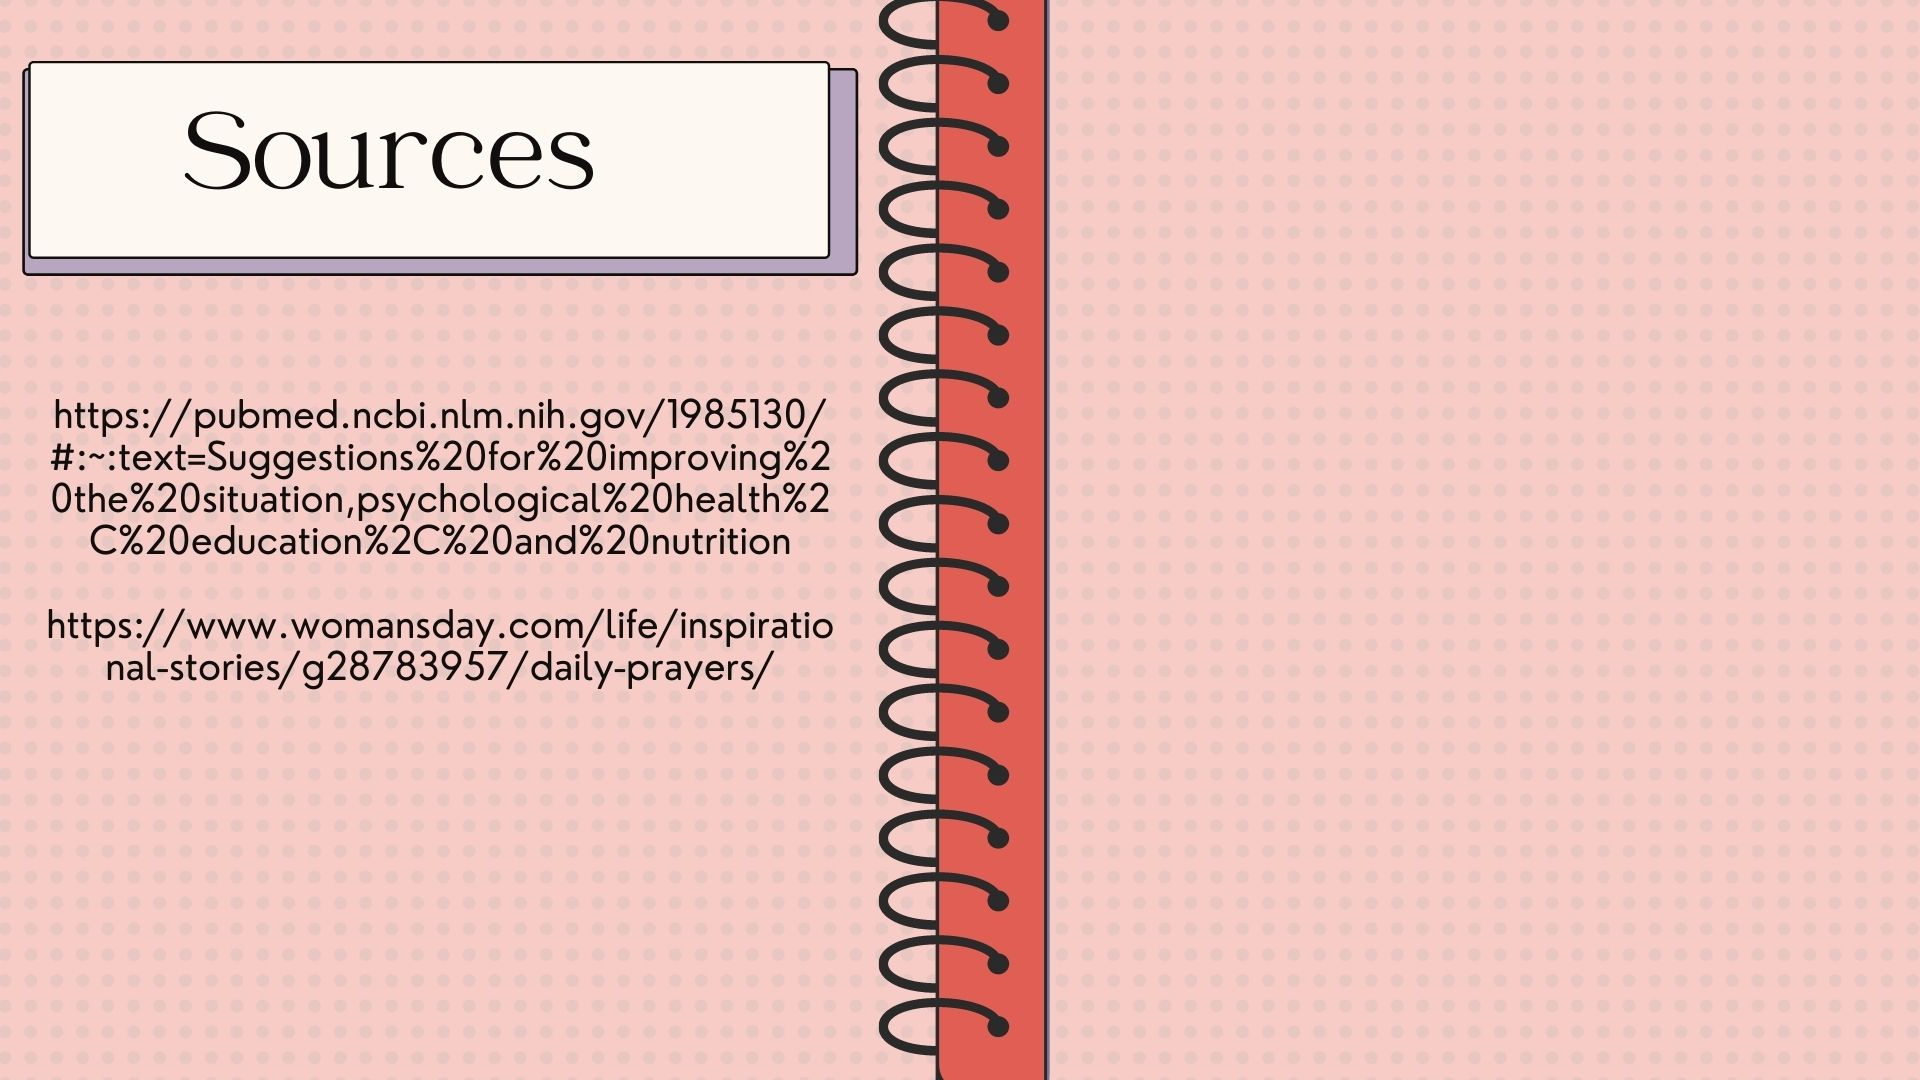 Sources
https://pubmed.ncbi.nlm.nih.gov/1985130/
#:~:text=Suggestions%20for%20improving%2
0the%20situation,psychological%20health%2
C%20education%2C%20and%20nutrition
https://www.womansday.com/life/inspiratio
nal-stories/g28783957/daily-prayers/